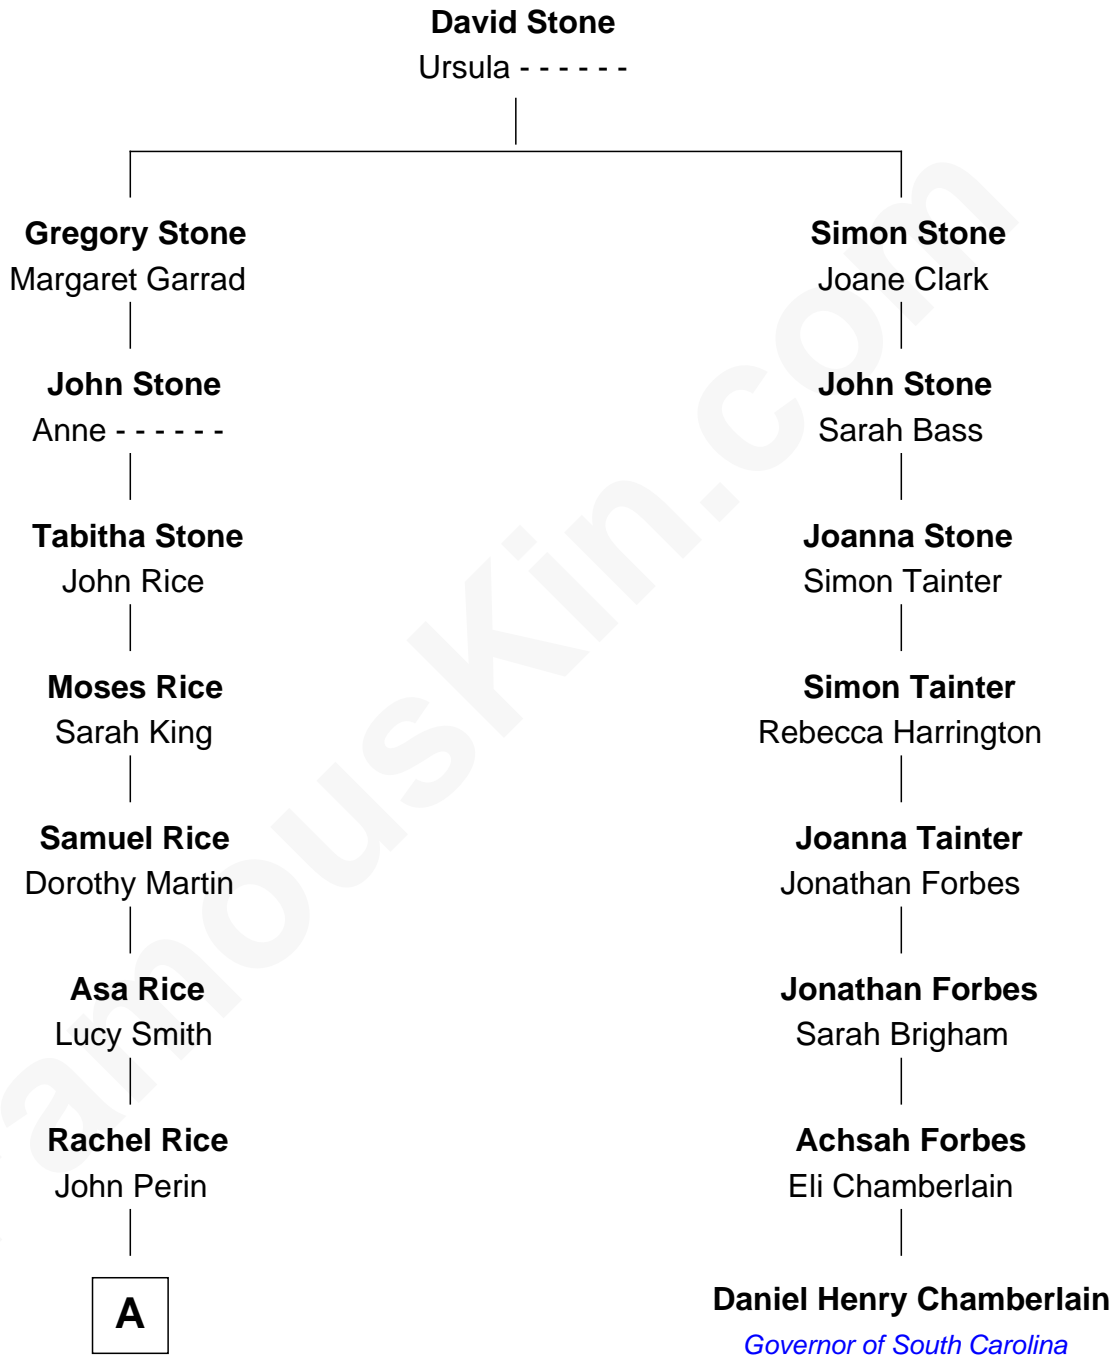 David Stone
Ursula - - - - - -
Gregory Stone
Margaret Garrad
Simon Stone
Joane Clark
John Stone
Anne - - - - - -
John Stone
Sarah Bass
Tabitha Stone
John Rice
Joanna Stone
Simon Tainter
Moses Rice
Sarah King
Simon Tainter
Rebecca Harrington
Samuel Rice
Dorothy Martin
Joanna Tainter
Jonathan Forbes
Asa Rice
Lucy Smith
Jonathan Forbes
Sarah Brigham
Rachel Rice
John Perin
Achsah Forbes
Eli Chamberlain
A
Daniel Henry Chamberlain
Governor of South Carolina
amousKin.com